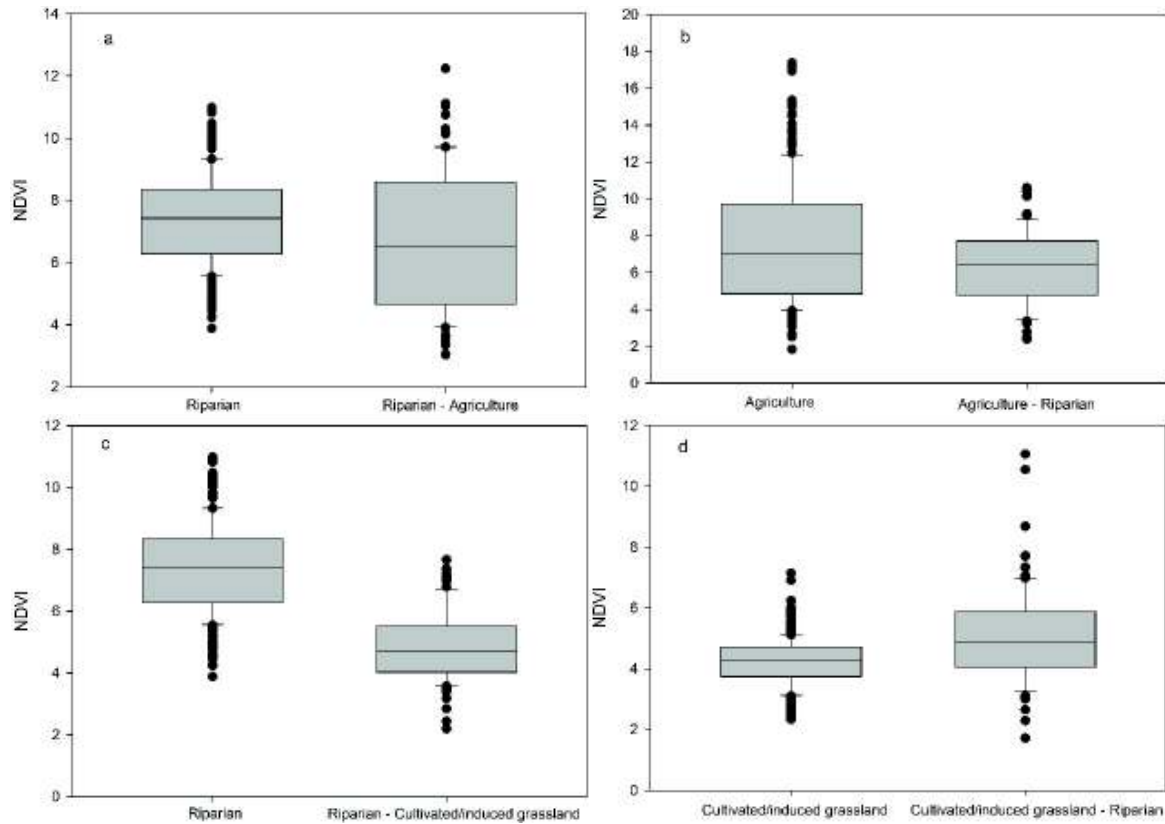 a
NDVI
14
12
10
8
6
4
2
Riparian
Riparian - Agriculture
b
NDVI
20
18
16
14
12
10
8
6
4
2
0
Agriculture
Agriculture - Riparian
c
NDVI
12
10
8
6
4
2
0
Riparian
Riparian - Cultivated/induced grassland
d
NDVI
12
10
8
6
4
2
0
Cultivated/induced grassland
Cultivated/induced grassland - Riparian